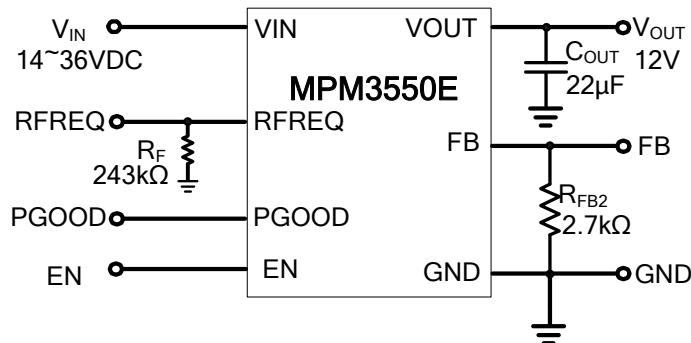 VIN
14~36VDC
VIN
VOUT
VOUT
12V
COUT
22µF
MPM3550E
RFREQ
RFREQ
RF
243kΩ
FB
FB
RFB2
2.7kΩ
PGOOD
PGOOD
EN
EN
GND
GND